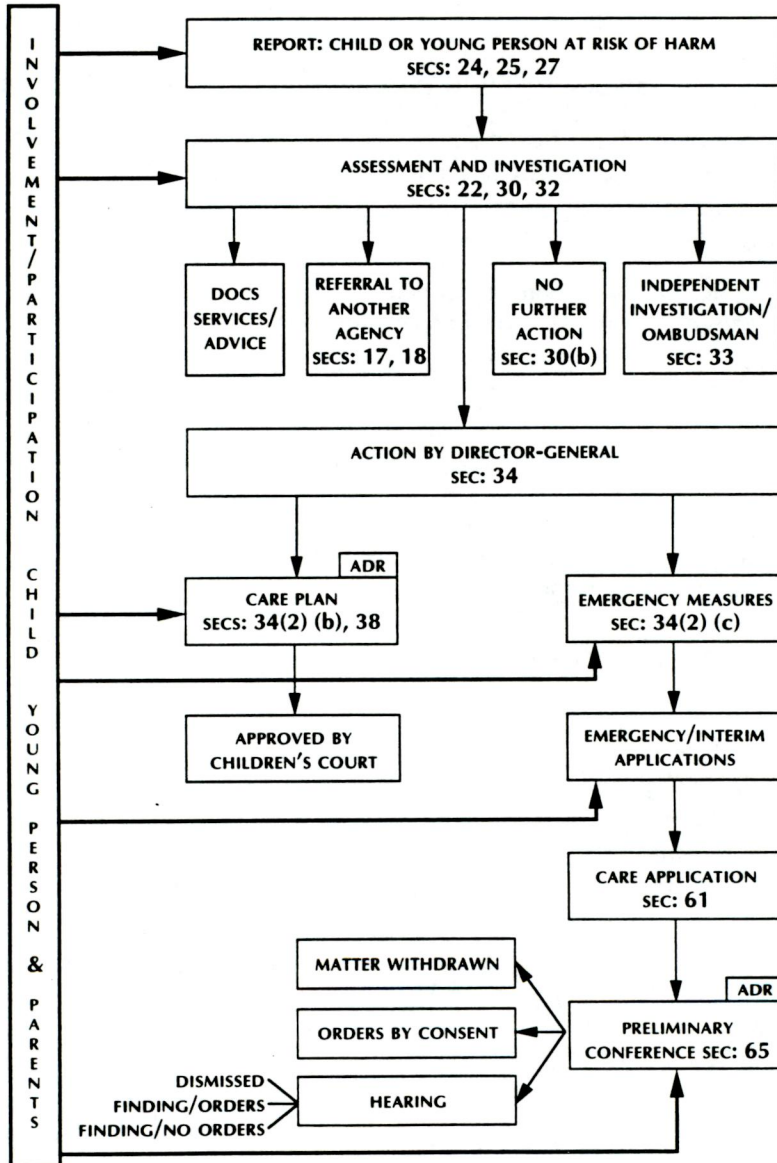 INVOLVEMENT/PARTICIPATION CHILD YOUNG PERSON & PARENTS
REPORT: CHILD OR YOUNG PERSON AT RISK OF HARM
SECS: 24, 25, 27
ASSESSMENT AND INVESTIGATION
SECS: 22, 30, 32
DOCS
SERVICES/
ADVICE
REFERRAL TO
ANOTHER
AGENCY
SECS: 17, 18
NO
FURTHER
ACTION
SEC: 30(b)
INDEPENDENT
INVESTIGATION/
OMBUDSMAN
SEC: 33
ACTION BY DIRECTOR-GENERAL
SEC: 34
ADR
CARE PLAN
SECS: 34(2) (b), 38
EMERGENCY MEASURES
SEC: 34(2) (c)
APPROVED BY
CHILDREN'S COURT
EMERGENCY/INTERIM
APPLICATIONS
CARE APPLICATION
SEC: 61
ADR
PRELIMINARY
CONFERENCE SEC: 65
MATTER WITHDRAWN
ORDERS BY CONSENT
HEARING
DISMISSED
FINDING/ORDERS
FINDING/NO ORDERS